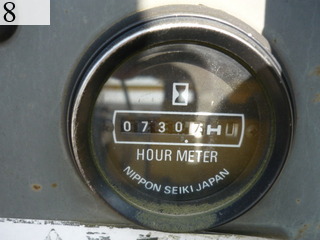 8
0730
HOUR METER
NIPPON SEIKI JAPAN